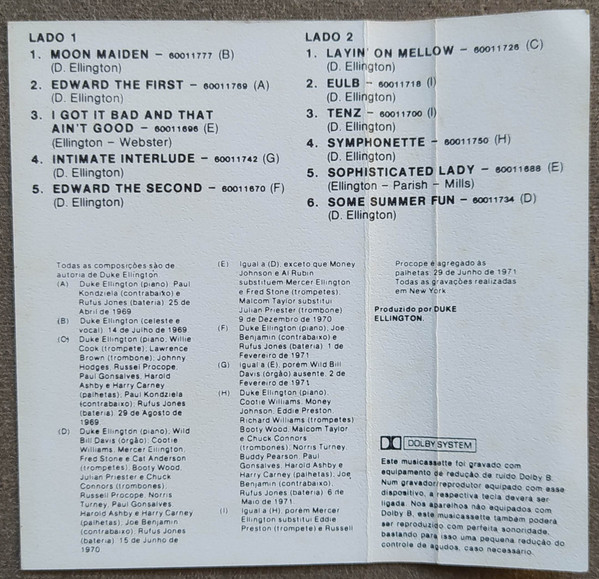 LADO 1
1. MOON MAIDEN – 60011777 (B)
(D. Ellington)
2. EDWARD THE FIRST – 60011769 (A)
(D. Ellington)
3. I GOT IT BAD AND THAT
AIN'T GOOD – 60011696 (E)
(Ellington – Webster)
4. INTIMATE INTERLUDE – 60011742 (G)
(D. Ellington)
5. EDWARD THE SECOND – 60011670 (F)
(D. Ellington)
LADO 2
1. LAYIN' ON MELLOW – 60011726 (C)
(D. Ellington)
2. EULB – 60011718 (I)
(D. Ellington)
3. TENZ – 60011700 (I)
(D. Ellington)
4. SYMPHONETTE – 60011750 (H)
(D. Ellington)
5. SOPHISTICATED LADY – 60011688 (E)
(Ellington – Parish – Mills)
6. SOME SUMMER FUN – 60011734 (D)
(D. Ellington)
Todas as composições são de
autoria de Duke Ellington.
(A) Duke Ellington (piano), Paul
Kondziela (contrabaixo) e
Rufus Jones (bateria) 25 de
Abril de 1969
(B) Duke Ellington (celeste e
vocal) 14 de Julho de 1969
(C) Duke Ellington (piano, Willie
Cook (trompete), Lawrence
Brown (trombone), Johnny
Hodges, Russel Procope,
Paul Gonsalves, Harold
Ashby e Harry Carney
(palhetas), Paul Kondziela
(contrabaixo), Rufus Jones
(bateria) 29 de Agosto de
1969
(D) Duke Ellington (piano), Wild
Bill Davis (órgão), Cootie
Williams, Mercer Ellington,
Fred Stone e Cat Anderson
(trompetes), Booty Wood,
Julian Priester e Chuck
Connors (trombones),
Russell Procope, Norris
Turney, Paul Gonsalves,
Harold Ashby e Harry Carney
(palhetas), Joe Benjamin
(contrabaixo), Rufus Jones
(bateria) 15 de Junho de
1970
(E) Igual a (D), exceto que Money
Johnson e Al Rubin
substituem Mercer Ellington
e Fred Stone (trompetes),
Malcom Taylor substitui
Julian Priester (trombone)
9 de Dezembro de 1970
(F) Duke Ellington (piano), Joe
Benjamin (contrabaixo) e
Rufus Jones (bateria) 1 de
Fevereiro de 1971
(G) Igual a (E), porém Wild Bill
Davis (órgão) ausente, 2 de
Fevereiro de 1971
(H) Duke Ellington (piano),
Cootie Williams, Money
Johnson, Eddie Preston,
Richard Williams (trompetes)
Booty Wood, Malcom Taylor
e Chuck Connors
(trombones), Norris Turney
Buddy Pearson, Paul
Gonsalves, Harold Ashby e
Harry Carney (palhetas), Joe
Benjamin (contrabaixo),
Rufus Jones (bateria) 6 de
Maio de 1971
(I) Igual a (H), porém Mercer
Ellington substitui Eddie
Preston (trompete) e Russell
Procope é agregado às
palhetas. 29 de Junho de 1971
Todas as gravações realizadas
em New York
Produzido por DUKE
ELLINGTON.
DOLBY SYSTEM
Este musicassette foi gravado com
equipamento de redução de ruído Dolby B.
Num gravador/reprodutor equipado com esse
dispositivo, a respectiva tecla deverá ser
ligada. Nos aparelhos não equipados com
Dolby B, este musicassete também poderá
ser reproduzido com perfeita sonoridade,
bastando para isso uma pequena redução do
controle de agudos, caso necessário.